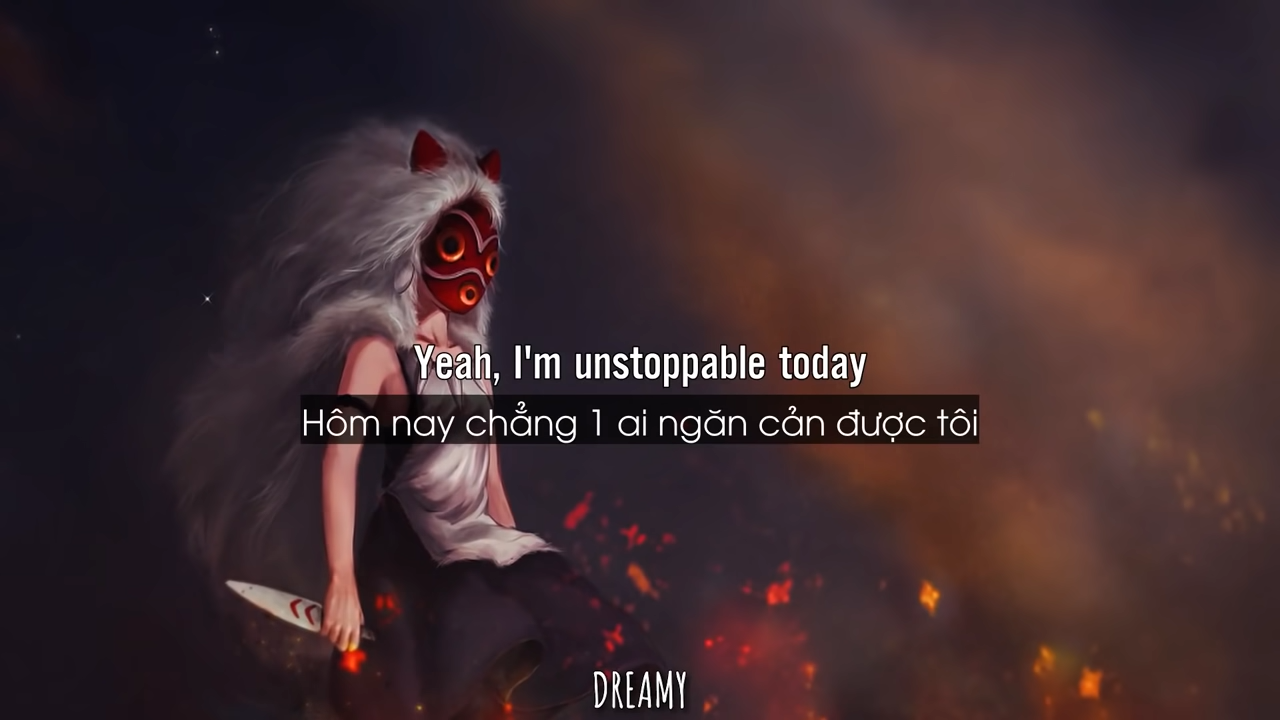 Yeah, I'm unstoppable today
Hôm nay chẳng 1 ai ngăn cản được tôi
DREAMY